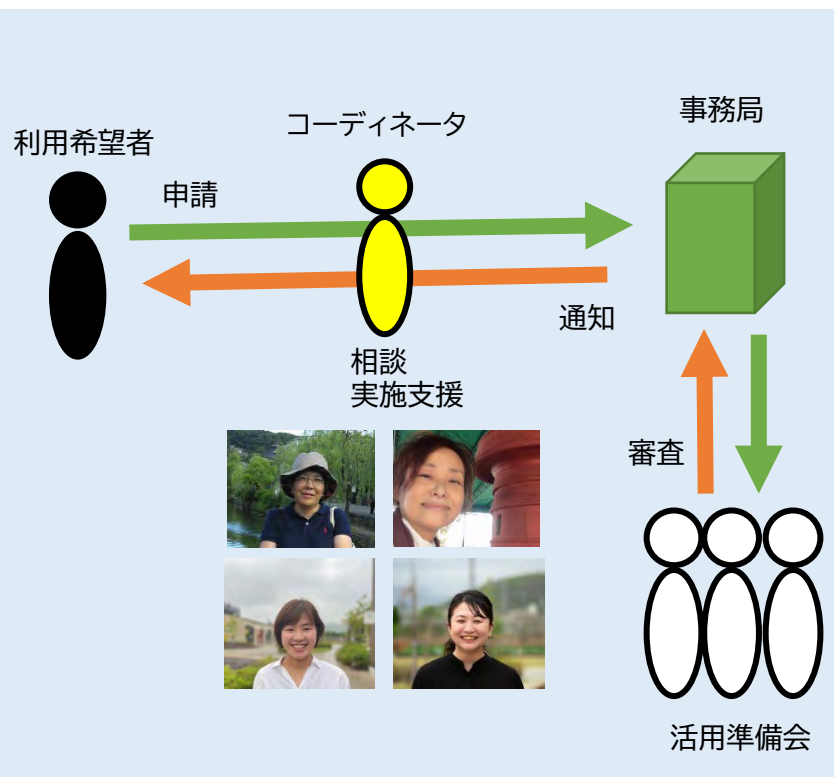 利用希望者
コーディネータ
事務局
申請
通知
相談
実施支援
審査
活用準備会